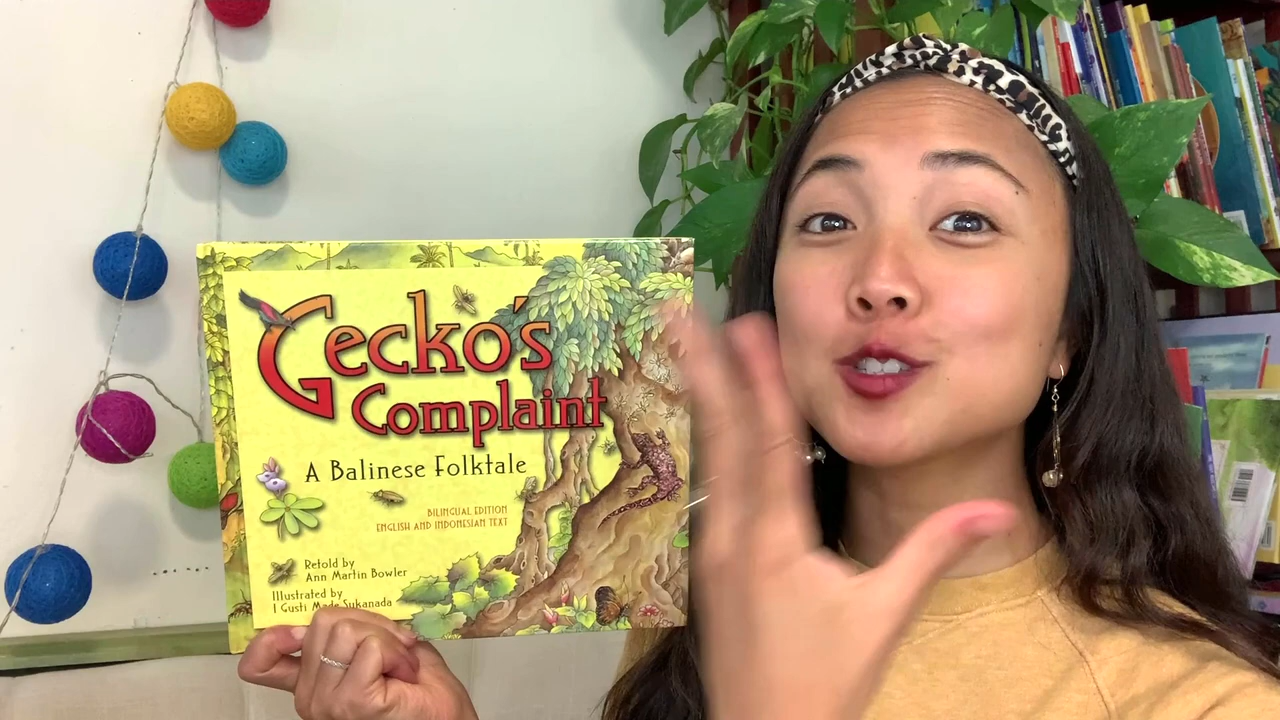 Gecko's
Complaint
A Balinese Folktale
BILINGUAL EDITION
ENGLISH AND INDONESIAN TEXT
Retold by
Ann Martin Bowler
Illustrated by
I Gusti Made Sukanada